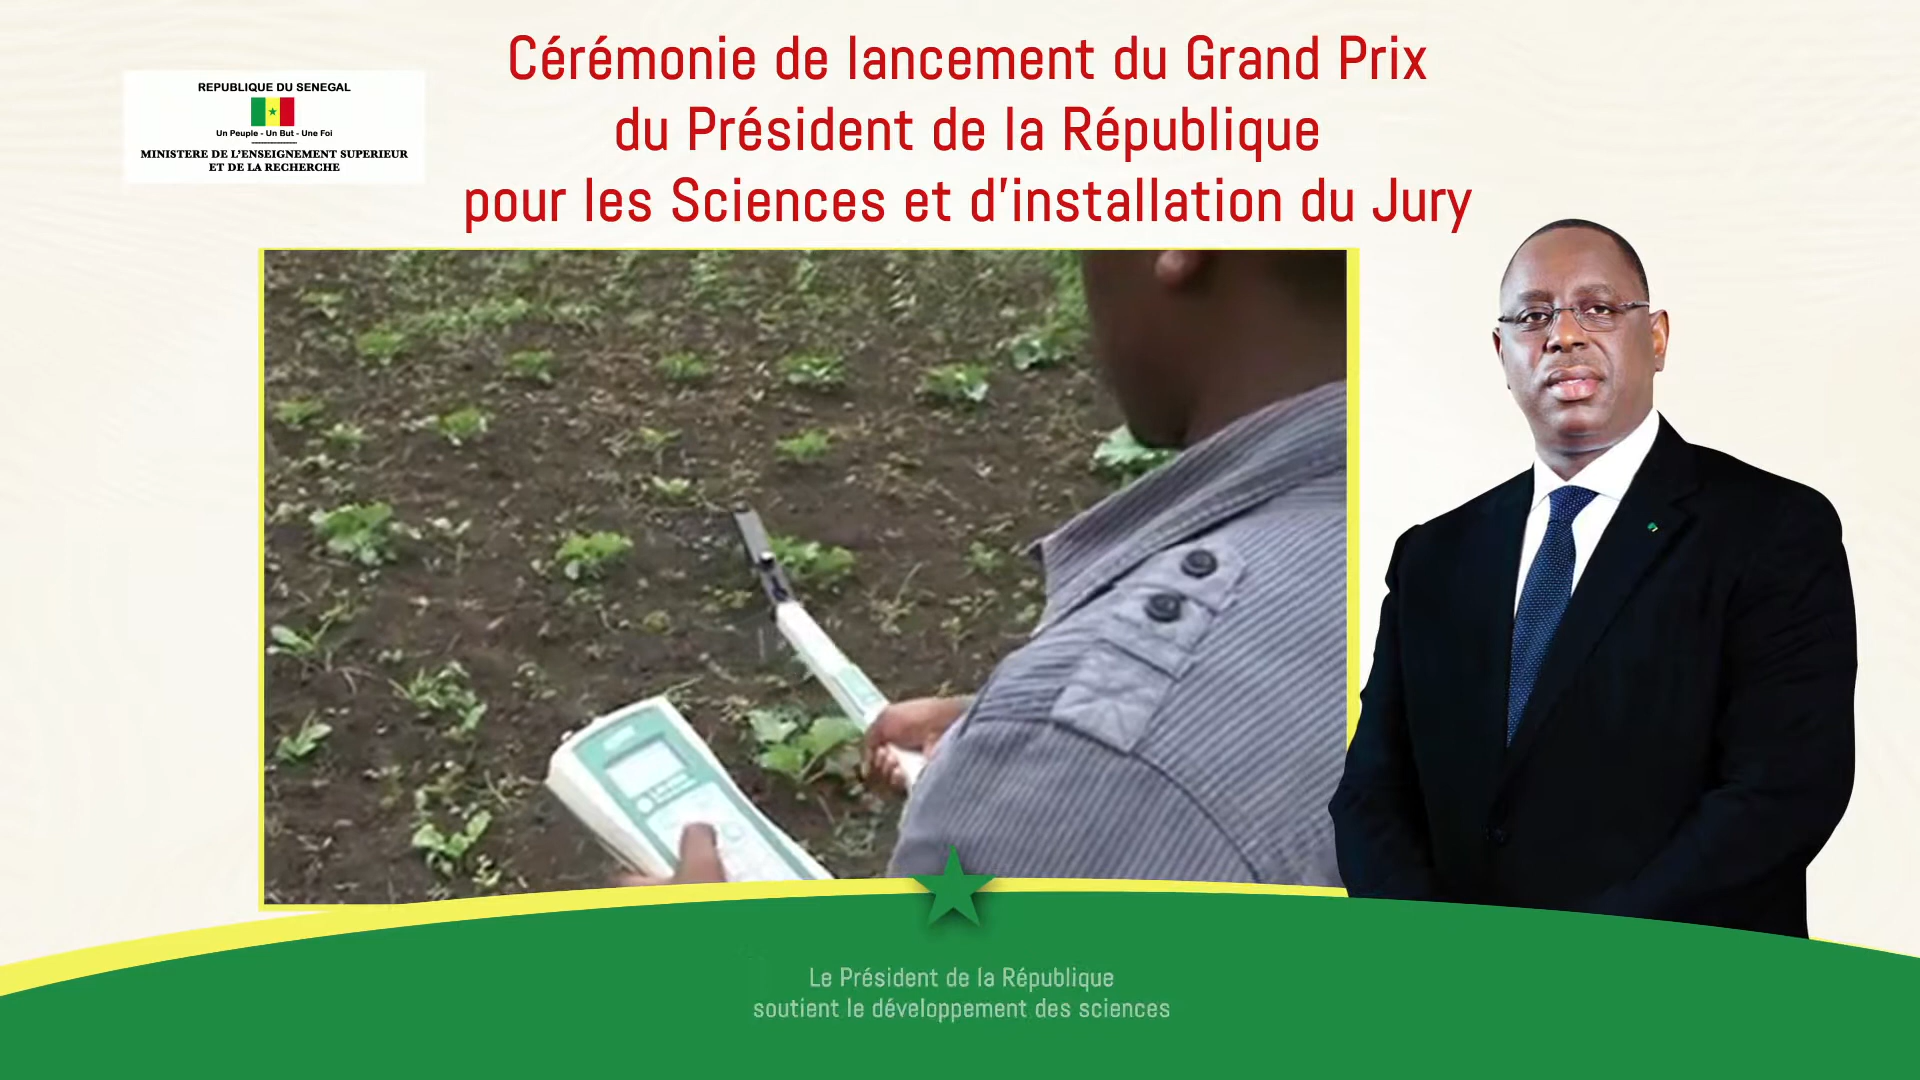 Cérémonie de lancement du Grand Prix
du Président de la République
pour les Sciences et d'installation du Jury
REPUBLIQUE DU SENEGAL
Un Peuple - Un But - Une Foi
MINISTERE DE L'ENSEIGNEMENT SUPERIEUR
ET DE LA RECHERCHE
Le Président de la République
soutient le développement des sciences